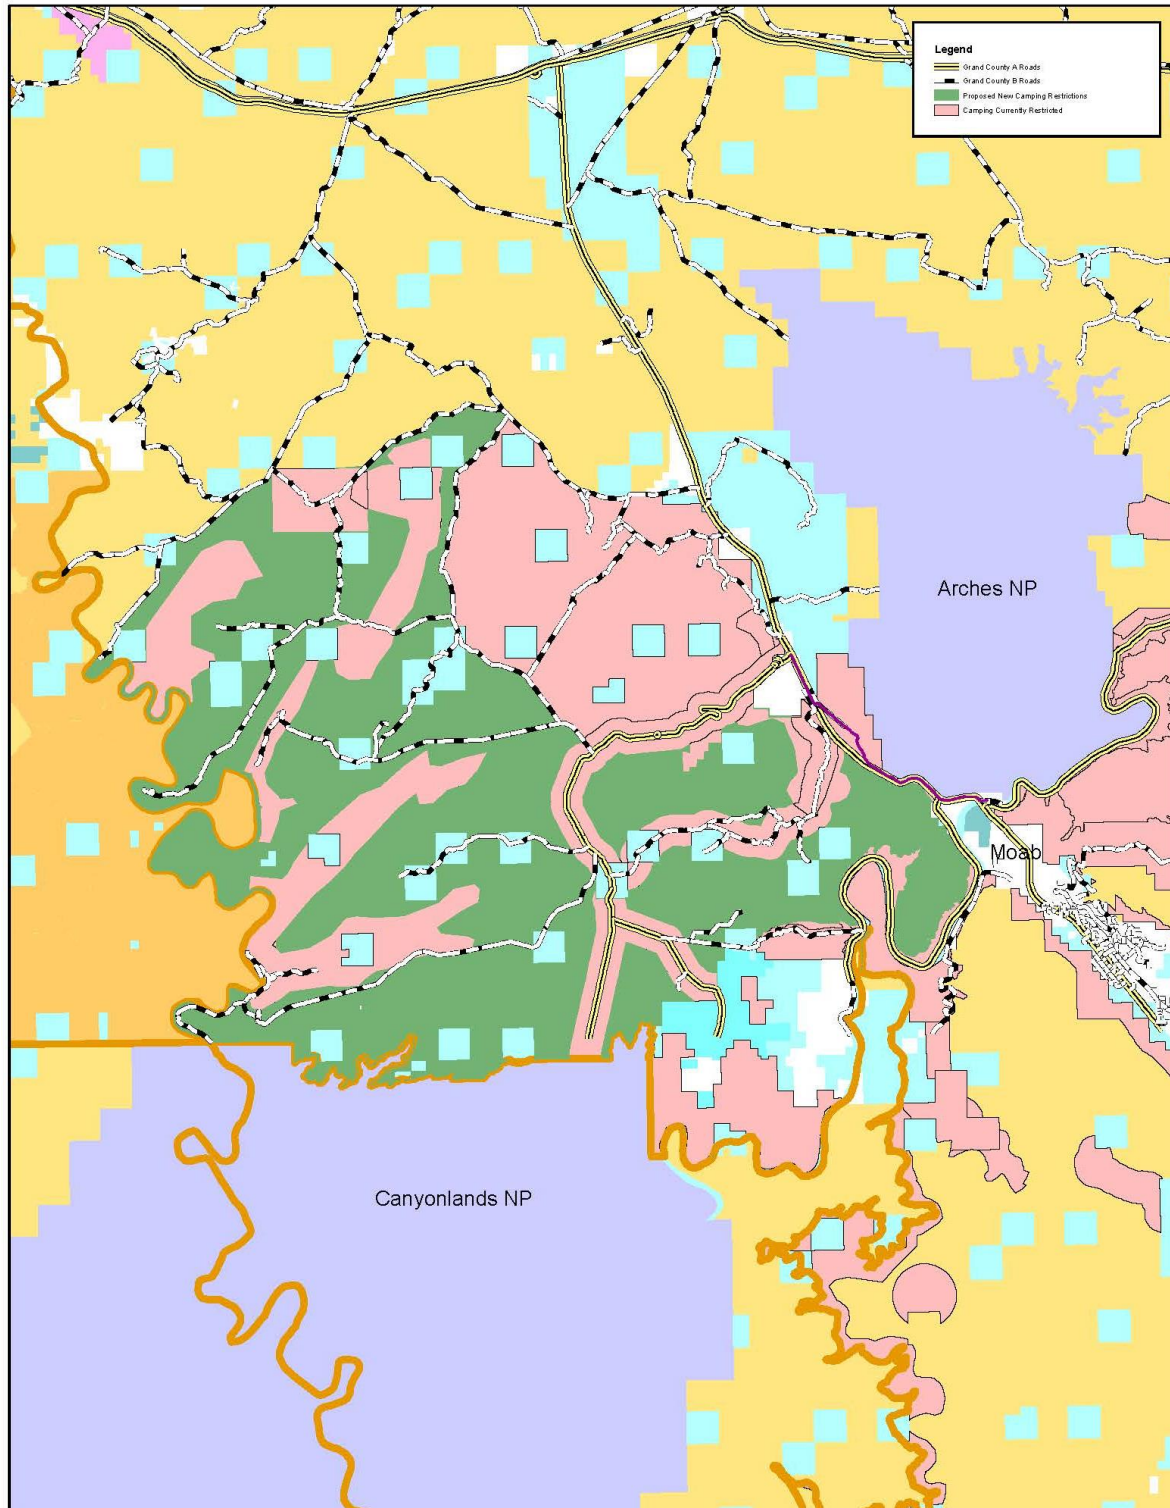 Legend
Grand County A Roads
Grand County B Roads
Proposed New Camping Restrictions
Camping Currently Restricted
Arches NP
Moab
Canyonlands NP